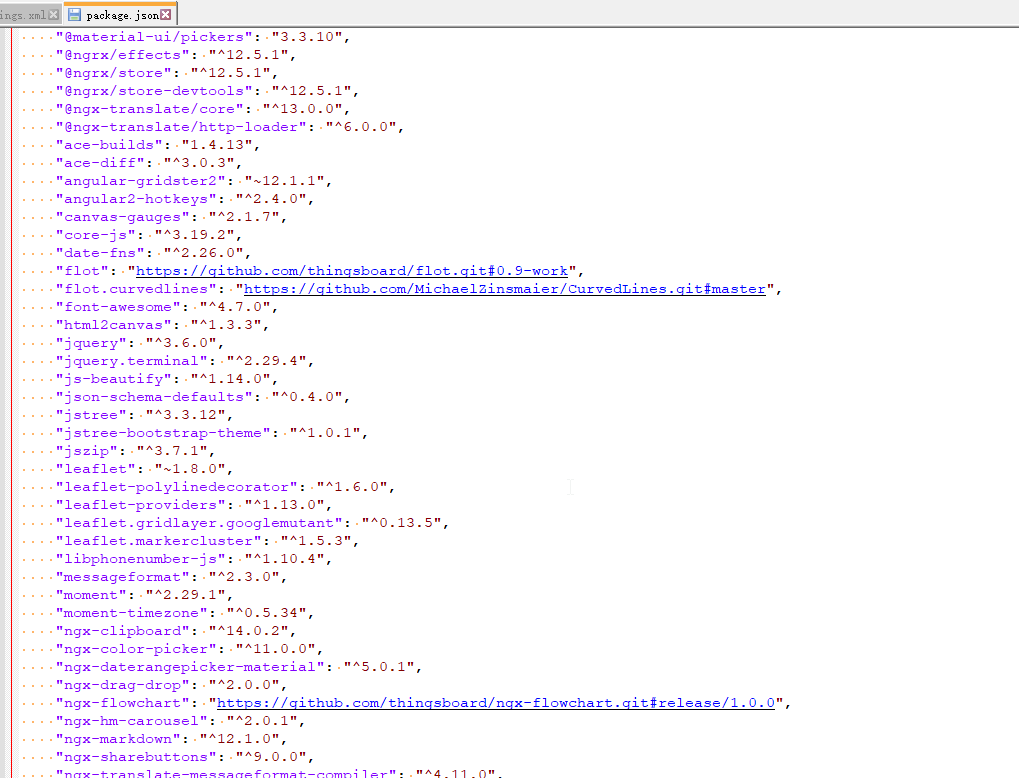 ings.xml package.json
"@material-ui/pickers": "3.3.10",
"@ngrx/effects": "^12.5.1",
"@ngrx/store": "^12.5.1",
"@ngrx/store-devtools": "^12.5.1",
"@ngx-translate/core": "^13.0.0",
"@ngx-translate/http-loader": "^6.0.0",
"ace-builds": "1.4.13",
"ace-diff": "^3.0.3",
"angular-gridster2": "~12.1.1",
"angular2-hotkeys": "^2.4.0",
"canvas-gauges": "^2.1.7",
"core-js": "^3.19.2",
"date-fns": "^2.26.0",
"flot": "https://github.com/thingsboard/flot.git#0.9-work",
"flot.curvedlines": "https://github.com/MichaelZinsmaier/CurvedLines.git#master",
"font-awesome": "^4.7.0",
"html2canvas": "^1.3.3",
"jquery": "^3.6.0",
"jquery.terminal": "^2.29.4",
"js-beautify": "^1.14.0",
"json-schema-defaults": "^0.4.0",
"jstree": "^3.3.12",
"jstree-bootstrap-theme": "^1.0.1",
"jszip": "^3.7.1",
"leaflet": "~1.8.0",
"leaflet-polylinedecorator": "^1.6.0",
"leaflet-providers": "^1.13.0",
"leaflet.gridlayer.googlemutant": "^0.13.5",
"leaflet.markercluster": "^1.5.3",
"libphonenumber-js": "^1.10.4",
"messageformat": "^2.3.0",
"moment": "^2.29.1",
"moment-timezone": "^0.5.34",
"ngx-clipboard": "^14.0.2",
"ngx-color-picker": "^11.0.0",
"ngx-daterangepicker-material": "^5.0.1",
"ngx-drag-drop": "^2.0.0",
"ngx-flowchart": "https://github.com/thingsboard/ngx-flowchart.git#release/1.0.0",
"ngx-hm-carousel": "^2.0.1",
"ngx-markdown": "^12.1.0",
"ngx-sharebuttons": "^9.0.0",
"ngx-translate-messageformat-compiler": "^4.11.0",